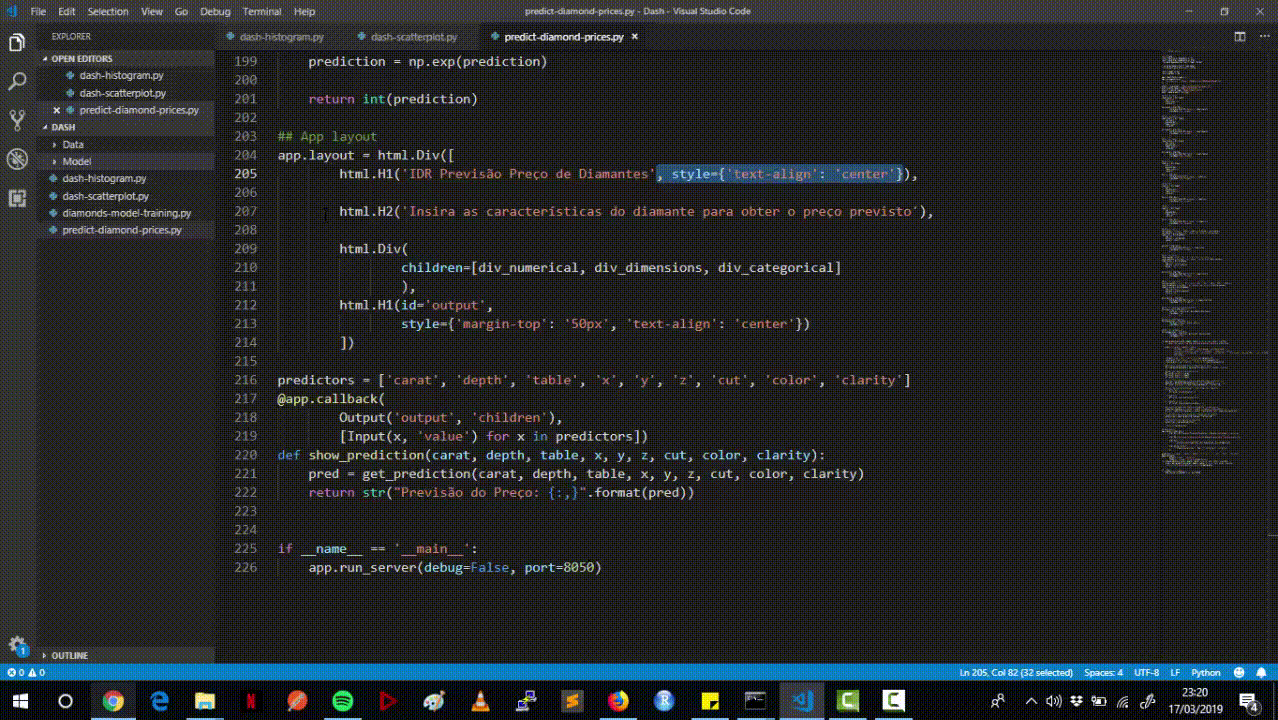 File Edit Selection View Go Debug Terminal Help
predict-diamond-prices.py - Dash - Visual Studio Code
EXPLORER
OPEN EDITORS
dash-histogram.py
dash-scatterplot.py
predict-diamond-prices.py
DASH
Data
Model
dash-histogram.py
dash-scatterplot.py
diamonds-model-training.py
predict-diamond-prices.py
OUTLINE
dash-histogram.py dash-scatterplot.py predict-diamond-prices.py
199 prediction = np.exp(prediction)
200
201 return int(prediction)
202
203 ## App layout
204 app.layout = html.Div([
205 html.H1('IDR Previsão Preço de Diamantes', style={'text-align': 'center'}),
206
207 html.H2('Insira as características do diamante para obter o preço previsto'),
208
209 html.Div(
210 children=[div_numerical, div_dimensions, div_categorical]
211 ),
212 html.H1(id='output',
213 style={'margin-top': '50px', 'text-align': 'center'})
214 ])
215
216 predictors = ['carat', 'depth', 'table', 'x', 'y', 'z', 'cut', 'color', 'clarity']
217 @app.callback(
218 Output('output', 'children'),
219 [Input(x, 'value') for x in predictors])
220 def show_prediction(carat, depth, table, x, y, z, cut, color, clarity):
221 pred = get_prediction(carat, depth, table, x, y, z, cut, color, clarity)
222 return str("Previsão do Preço: {:,}".format(pred))
223
224
225 if __name__ == '__main__':
226 app.run_server(debug=False, port=8050)
1
0 0 Ln 205, Col 82 (32 selected) Spaces: 4 UTF-8 LF Python
23:20
17/03/2019
4